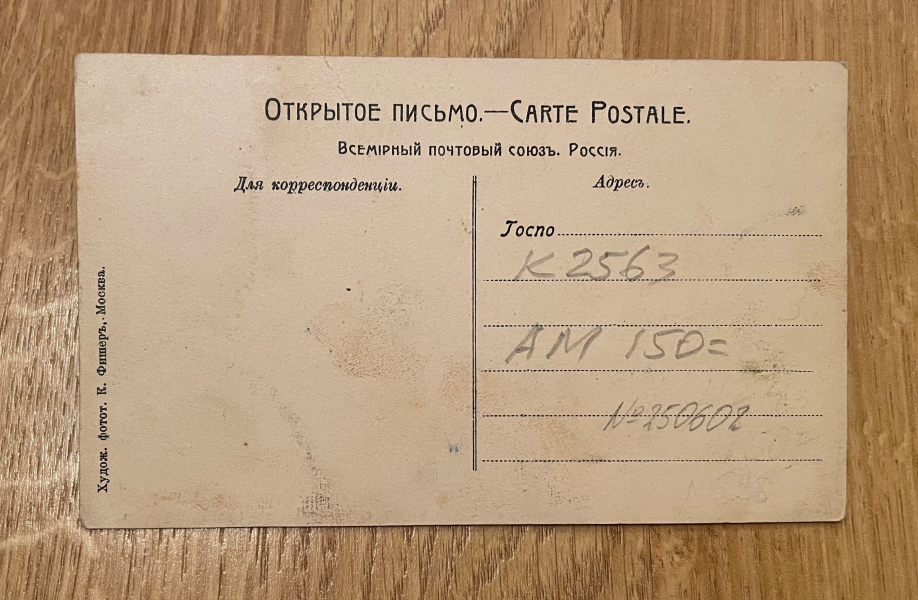 Открытое письмо.—Carte Postale.
Всемірный почтовый союзъ. Россія.
Для корреспонденціи.
Адресъ.
Госпо
К 2563
АМ 150=
№250602
Худож. фотот. К. Фишеръ, Москва.